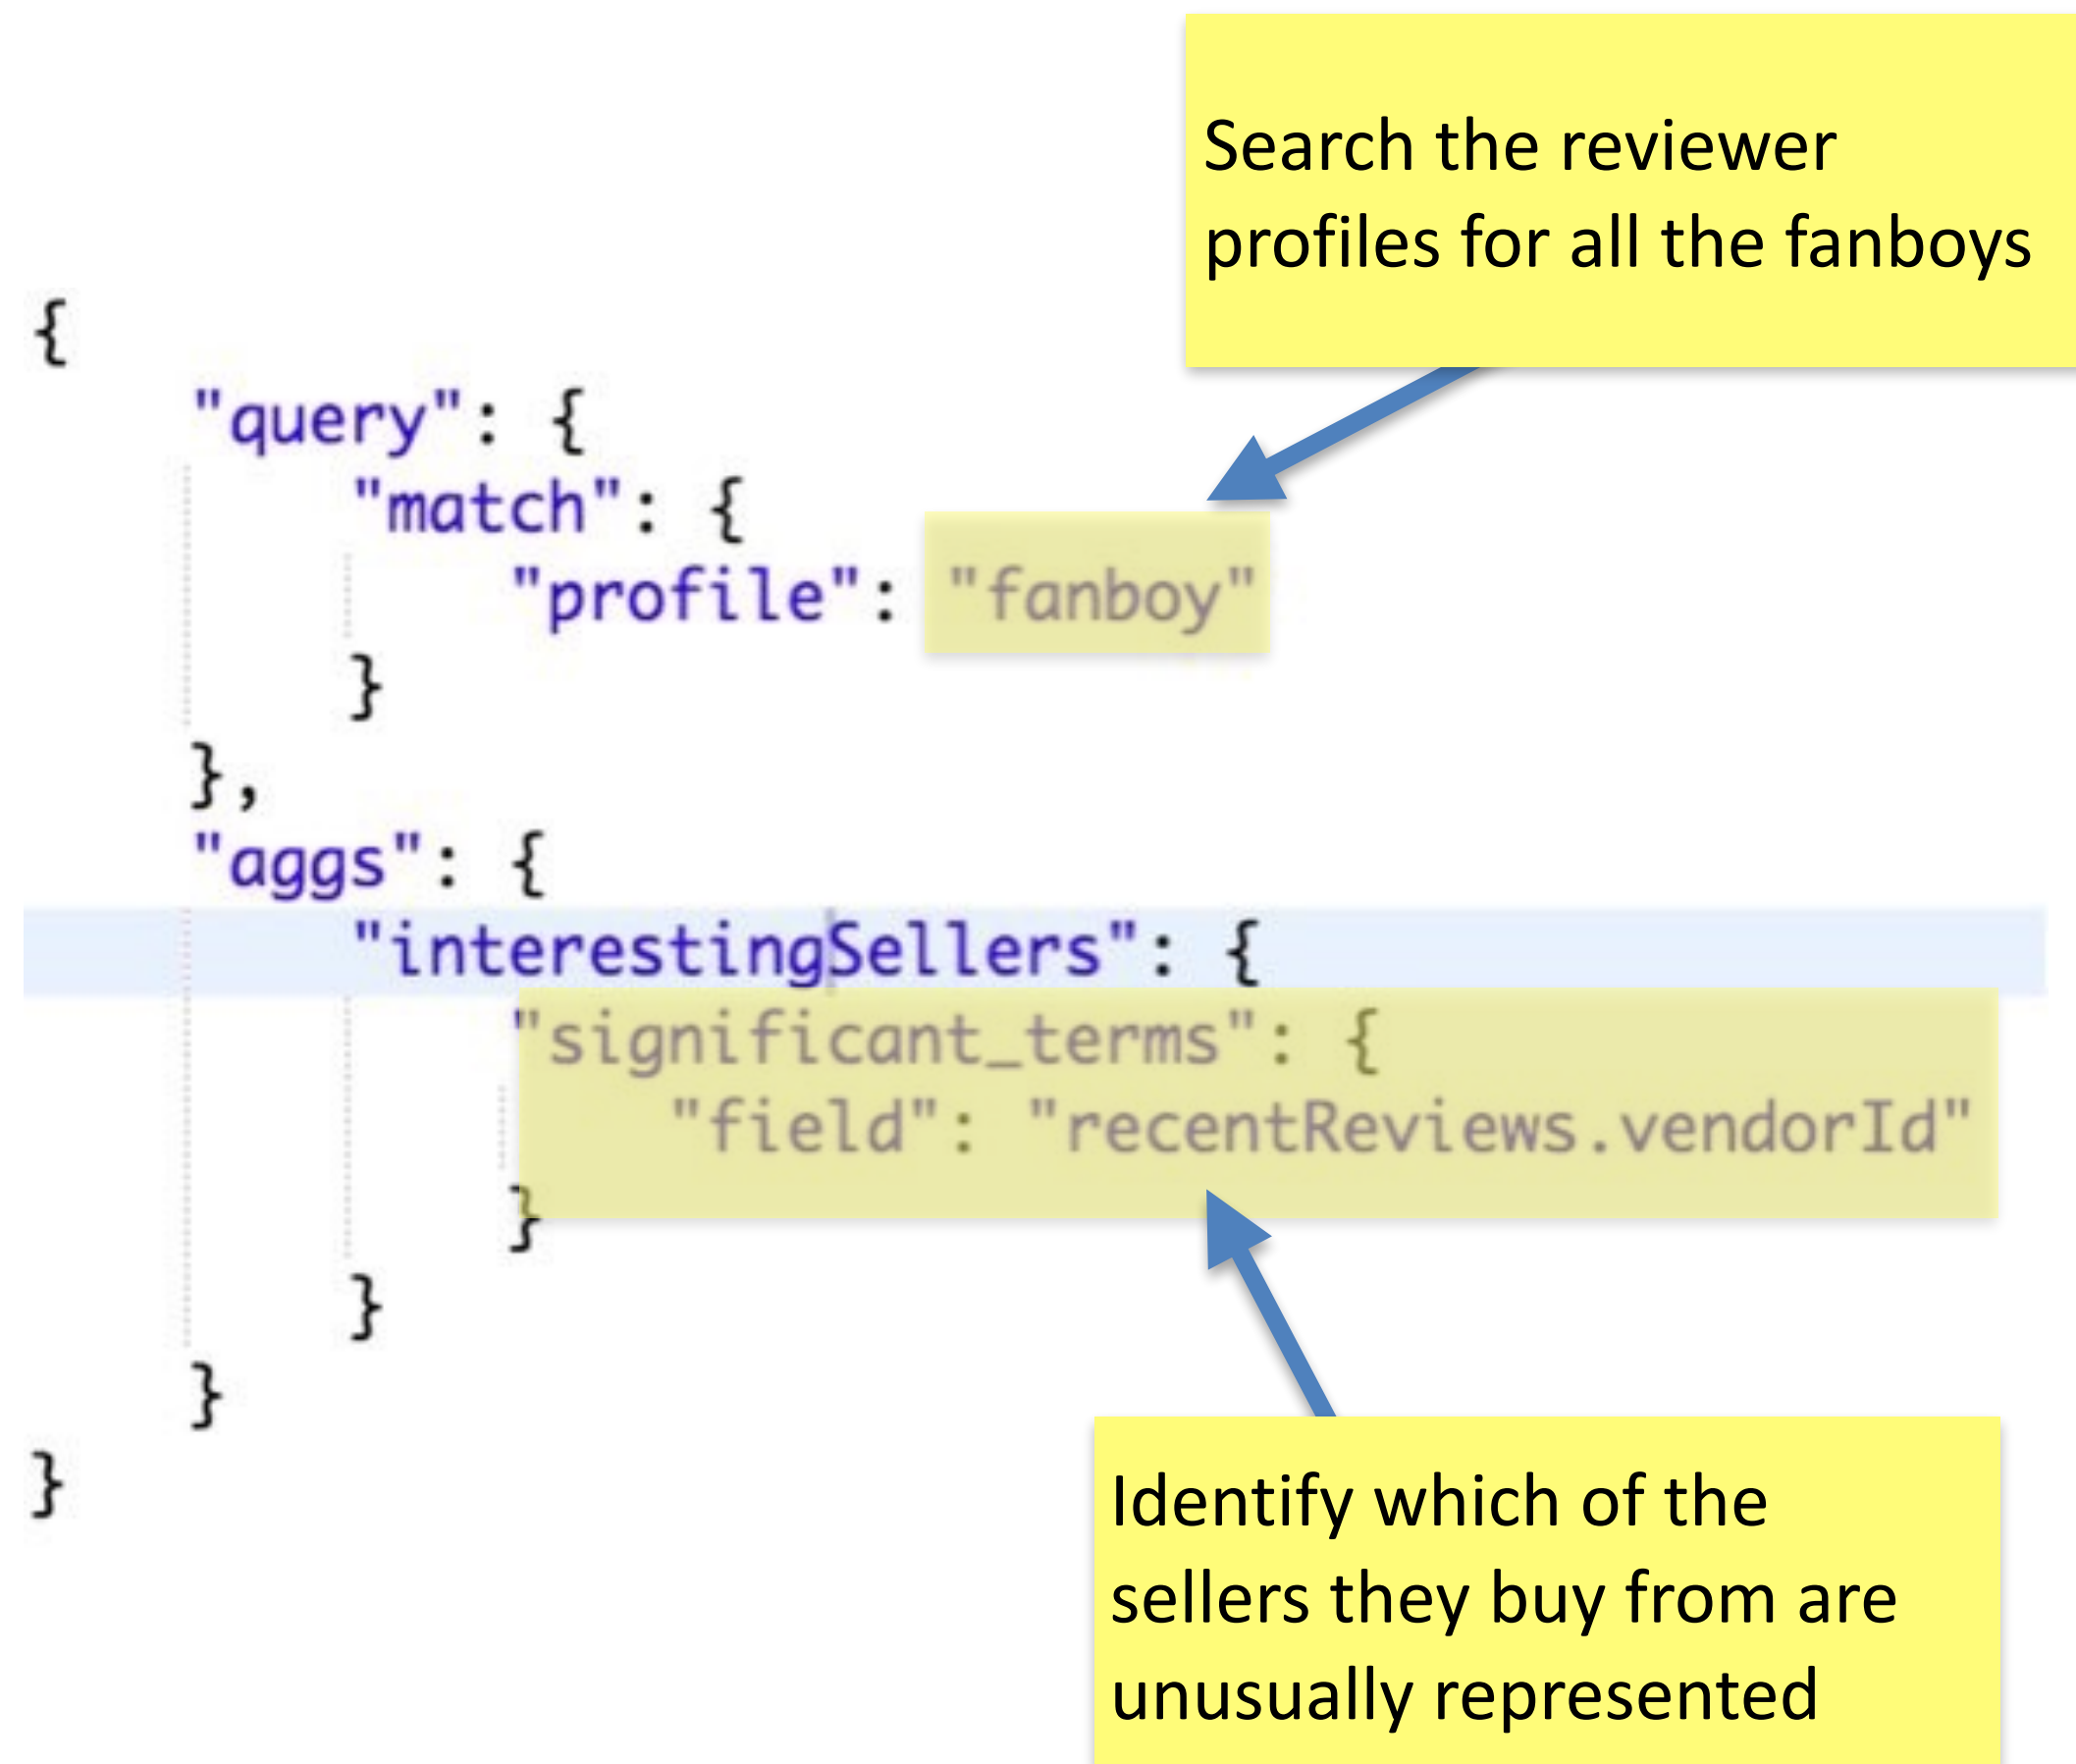 Search the reviewer
profiles for all the fanboys
{
"query": {
"match": {
"profile": "fanboy"
}
},
"aggs": {
"interestingSellers": {
"significant_terms": {
"field": "recentReviews.vendorId"
}
}
}
}
Identify which of the
sellers they buy from are
unusually represented